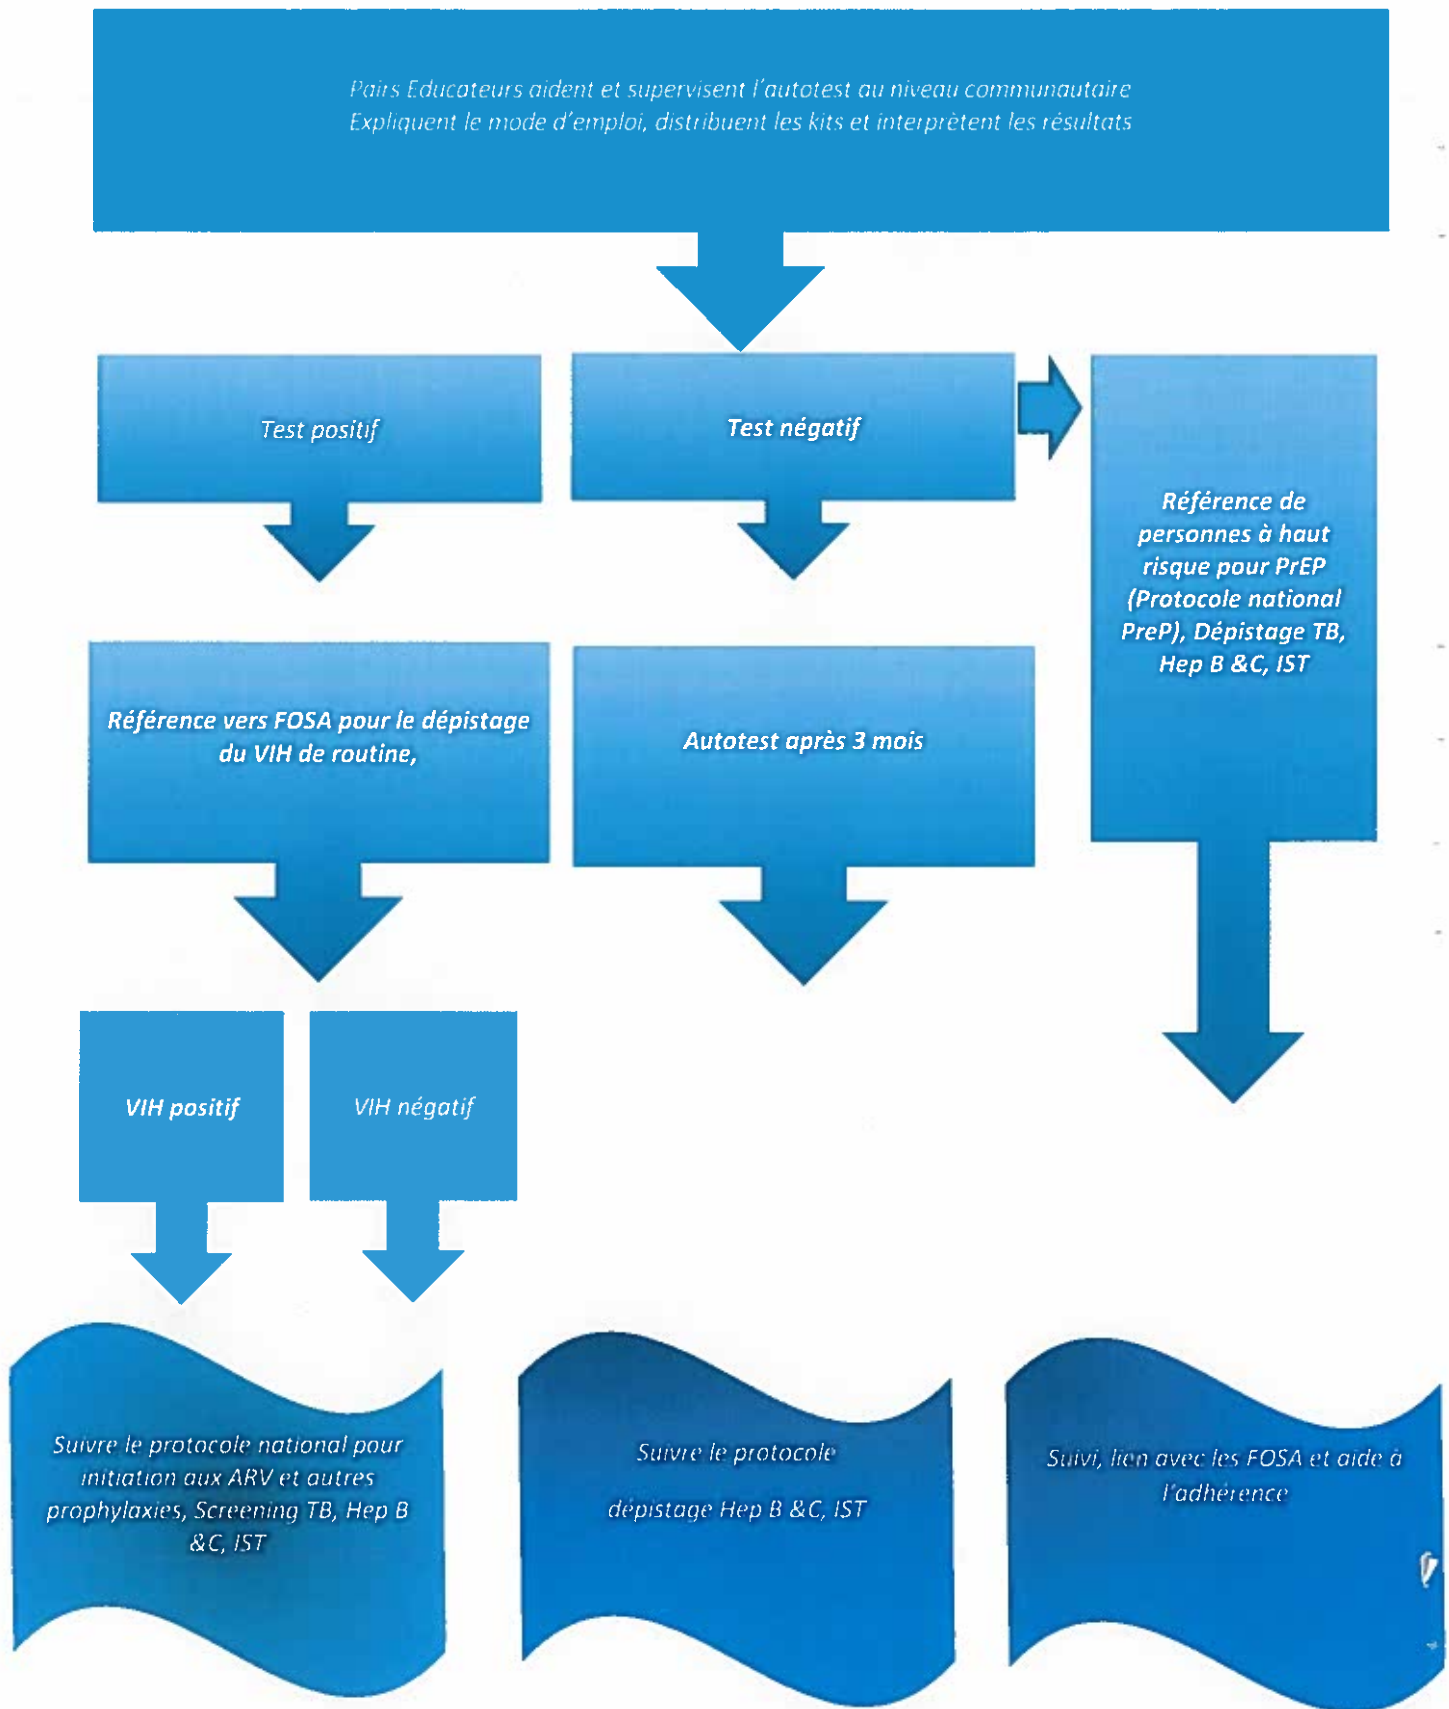 Pairs Educateurs aident et supervisent l'autotest au niveau communautaire
Expliquent le mode d'emploi, distribuent les kits et interprètent les résultats
Test positif
Test négatif
Référence de
personnes à haut
risque pour PrEP
(Protocole national
PreP), Dépistage TB,
Hep B &C, IST
Référence vers FOSA pour le dépistage
du VIH de routine,
Autotest après 3 mois
VIH positif
VIH négatif
Suivre le protocole national pour
initiation aux ARV et autres
prophylaxies, Screening TB, Hep B
&C, IST
Suivre le protocole
dépistage Hep B &C, IST
Suivi, lien avec les FOSA et aide à
l'adhérence